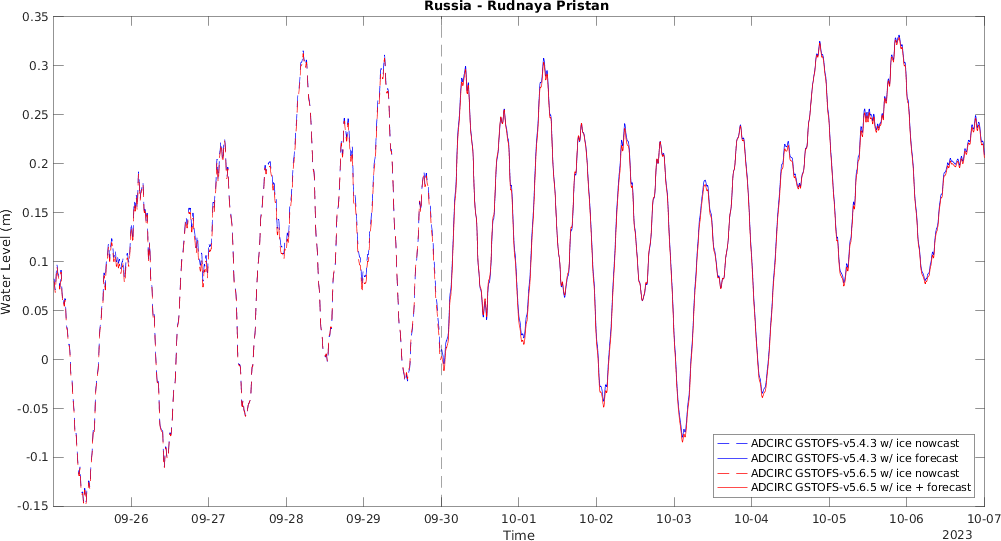 Russia - Rudnaya Pristan
0.35
0.3
0.25
0.2
0.15
0.1
0.05
0
-0.05
-0.1
-0.15
Water Level (m)
ADCIRC GSTOFS-v5.4.3 w/ ice nowcast
ADCIRC GSTOFS-v5.4.3 w/ ice forecast
ADCIRC GSTOFS-v5.6.5 w/ ice nowcast
ADCIRC GSTOFS-v5.6.5 w/ ice + forecast
09-26 09-27 09-28 09-29 09-30 10-01 10-02 10-03 10-04 10-05 10-06 10-07
Time
2023